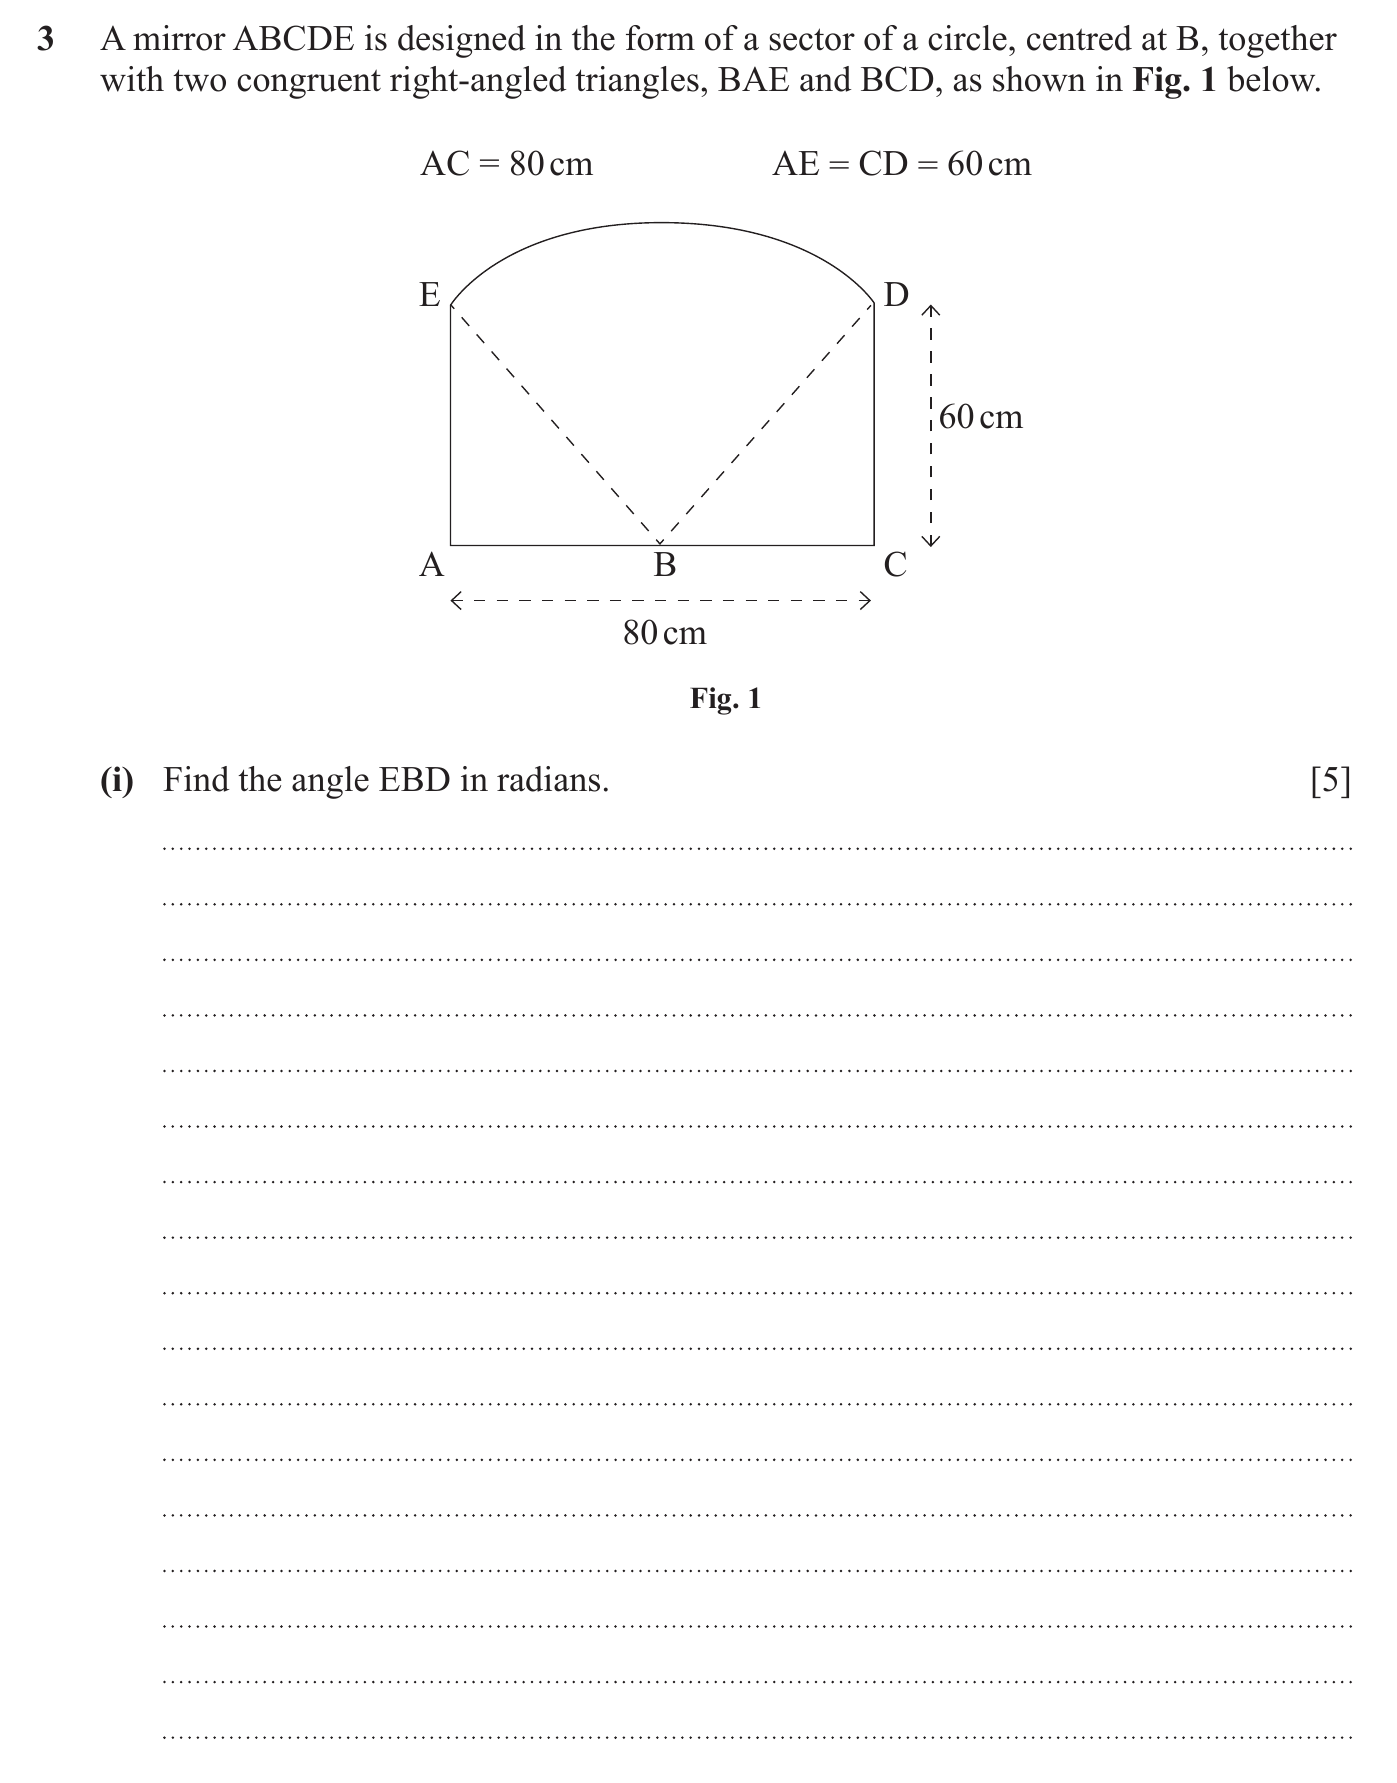 3 A mirror ABCDE is designed in the form of a sector of a circle, centred at B, together
with two congruent right-angled triangles, BAE and BCD, as shown in Fig. 1 below.
AC = 80 cm AE = CD = 60 cm
E D
60 cm
A B C
80 cm
Fig. 1
(i) Find the angle EBD in radians. [5]